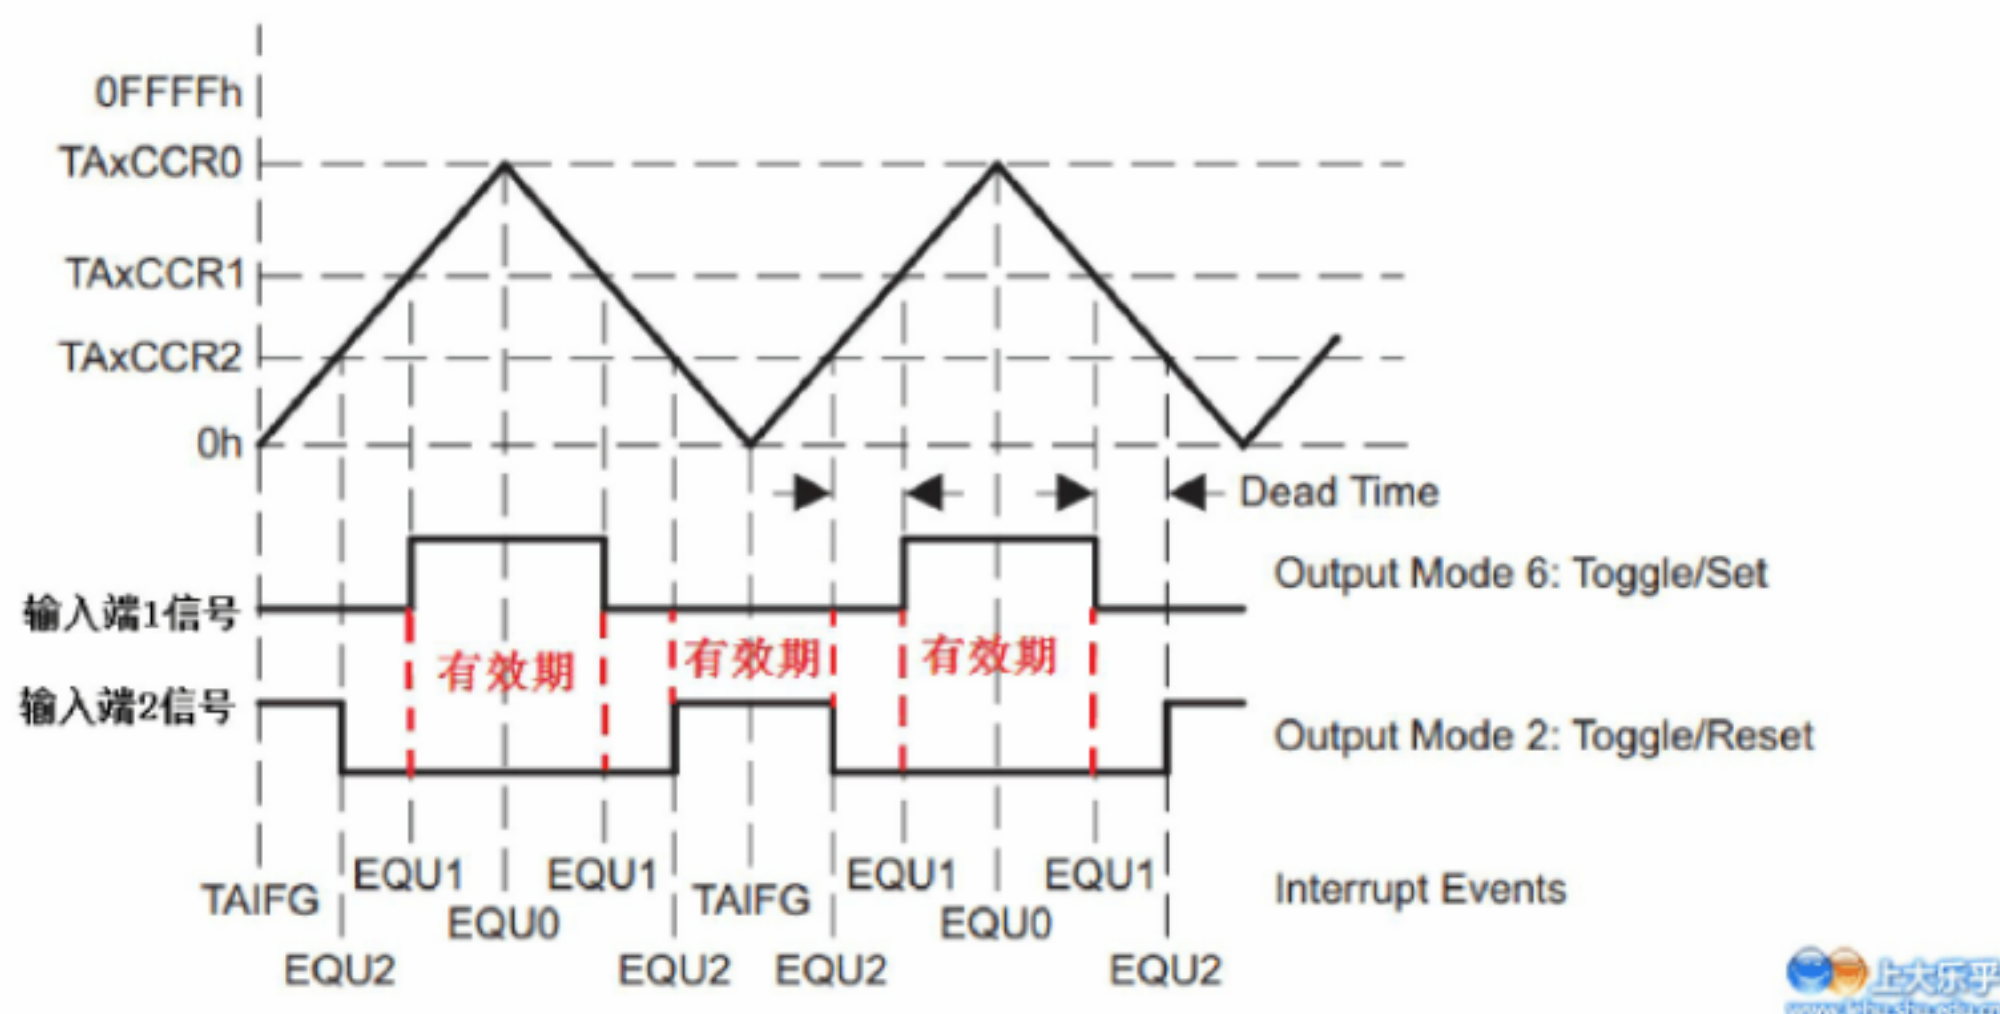 0FFFFh
TAxCCR0
TAxCCR1
TAxCCR2
0h
Dead Time
Output Mode 6: Toggle/Set
输入端1信号
有效期 有效期 有效期
输入端2信号
Output Mode 2: Toggle/Reset
EQU1 EQU1 EQU1 EQU1
TAIFG TAIFG Interrupt Events
EQU0 EQU0
EQU2 EQU2 EQU2 EQU2
上大乐乎